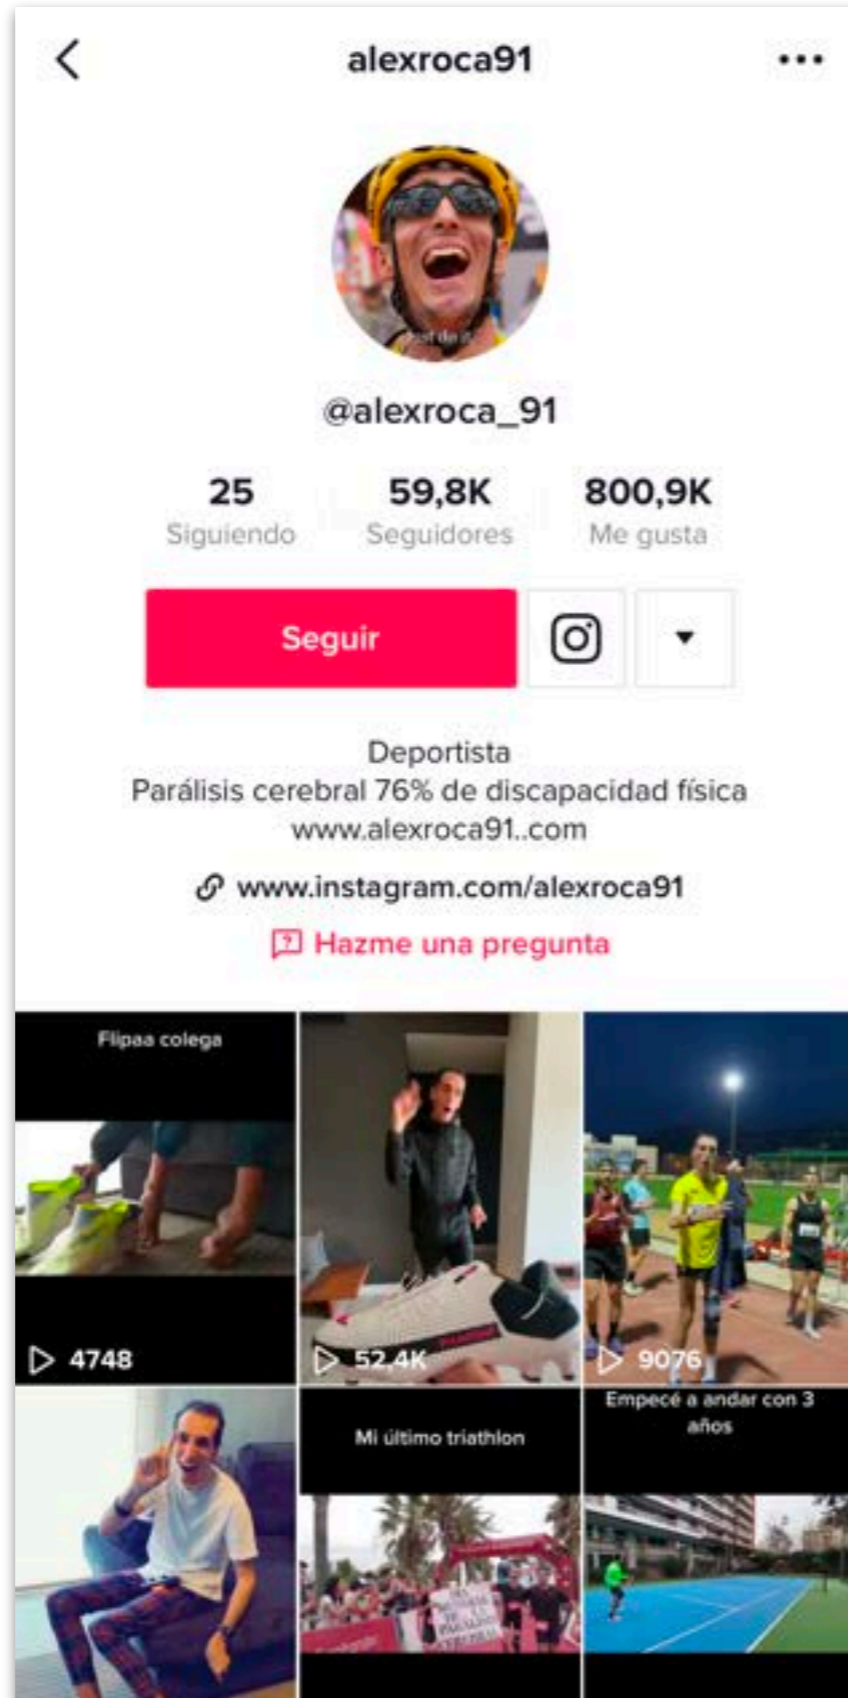 alexroca91
@alexroca_91
25 59,8K 800,9K
Siguiendo Seguidores Me gusta
Seguir
Deportista
Parálisis cerebral 76% de discapacidad física
www.alexroca91..com
www.instagram.com/alexroca91
Hazme una pregunta
Flipaa colega
4748 52,4K 9076
Mi último triathlon
Empecé a andar con 3
años